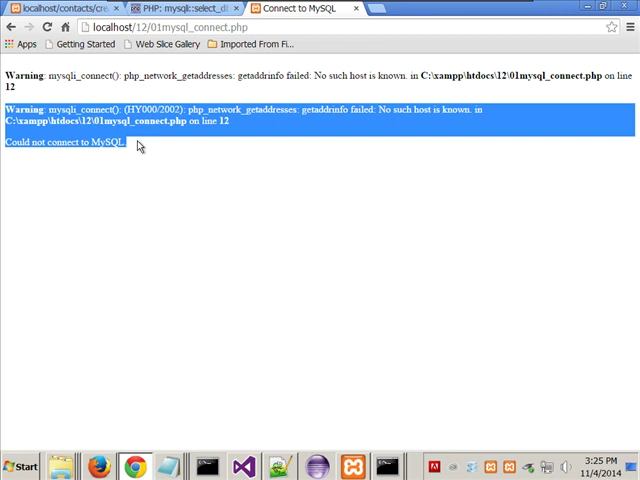 localhost/contacts/cre
PHP: mysqli::select_d
Connect to MySQL
localhost/12/01mysql_connect.php
Apps
Getting Started
Web Slice Gallery
Imported From Fi...
Warning: mysqli_connect(): php_network_getaddresses: getaddrinfo failed: No such host is known. in C:\xampp\htdocs\12\01mysql_connect.php on line
12
Warning: mysqli_connect(): (HY000/2002): php_network_getaddresses: getaddrinfo failed: No such host is known. in
C:\xampp\htdocs\12\01mysql_connect.php on line 12
Could not connect to MySQL
Start
3:25 PM
11/4/2014